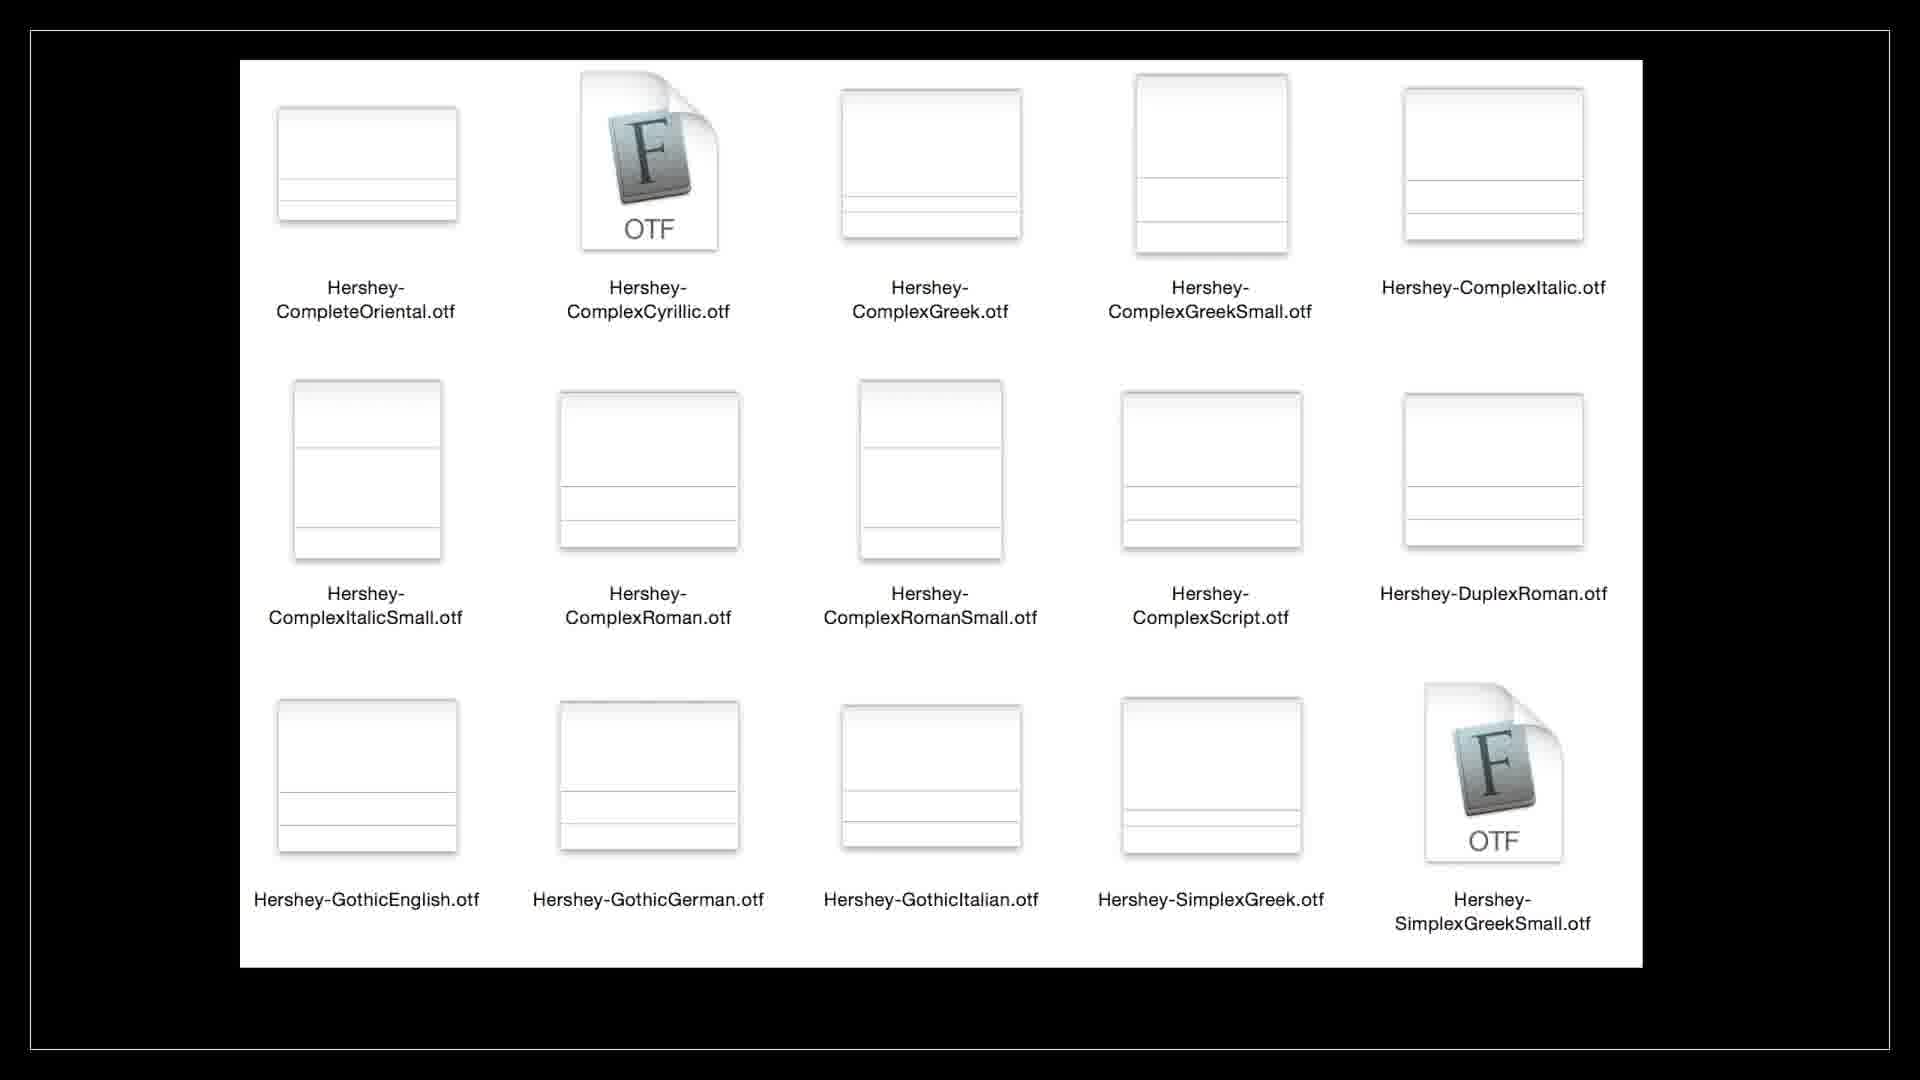 F
OTF
Hershey-
CompleteOriental.otf
Hershey-
ComplexCyrillic.otf
Hershey-
ComplexGreek.otf
Hershey-
ComplexGreekSmall.otf
Hershey-ComplexItalic.otf
Hershey-
ComplexItalicSmall.otf
Hershey-
ComplexRoman.otf
Hershey-
ComplexRomanSmall.otf
Hershey-
ComplexScript.otf
Hershey-DuplexRoman.otf
F
OTF
Hershey-GothicEnglish.otf
Hershey-GothicGerman.otf
Hershey-GothicItalian.otf
Hershey-SimplexGreek.otf
Hershey-
SimplexGreekSmall.otf